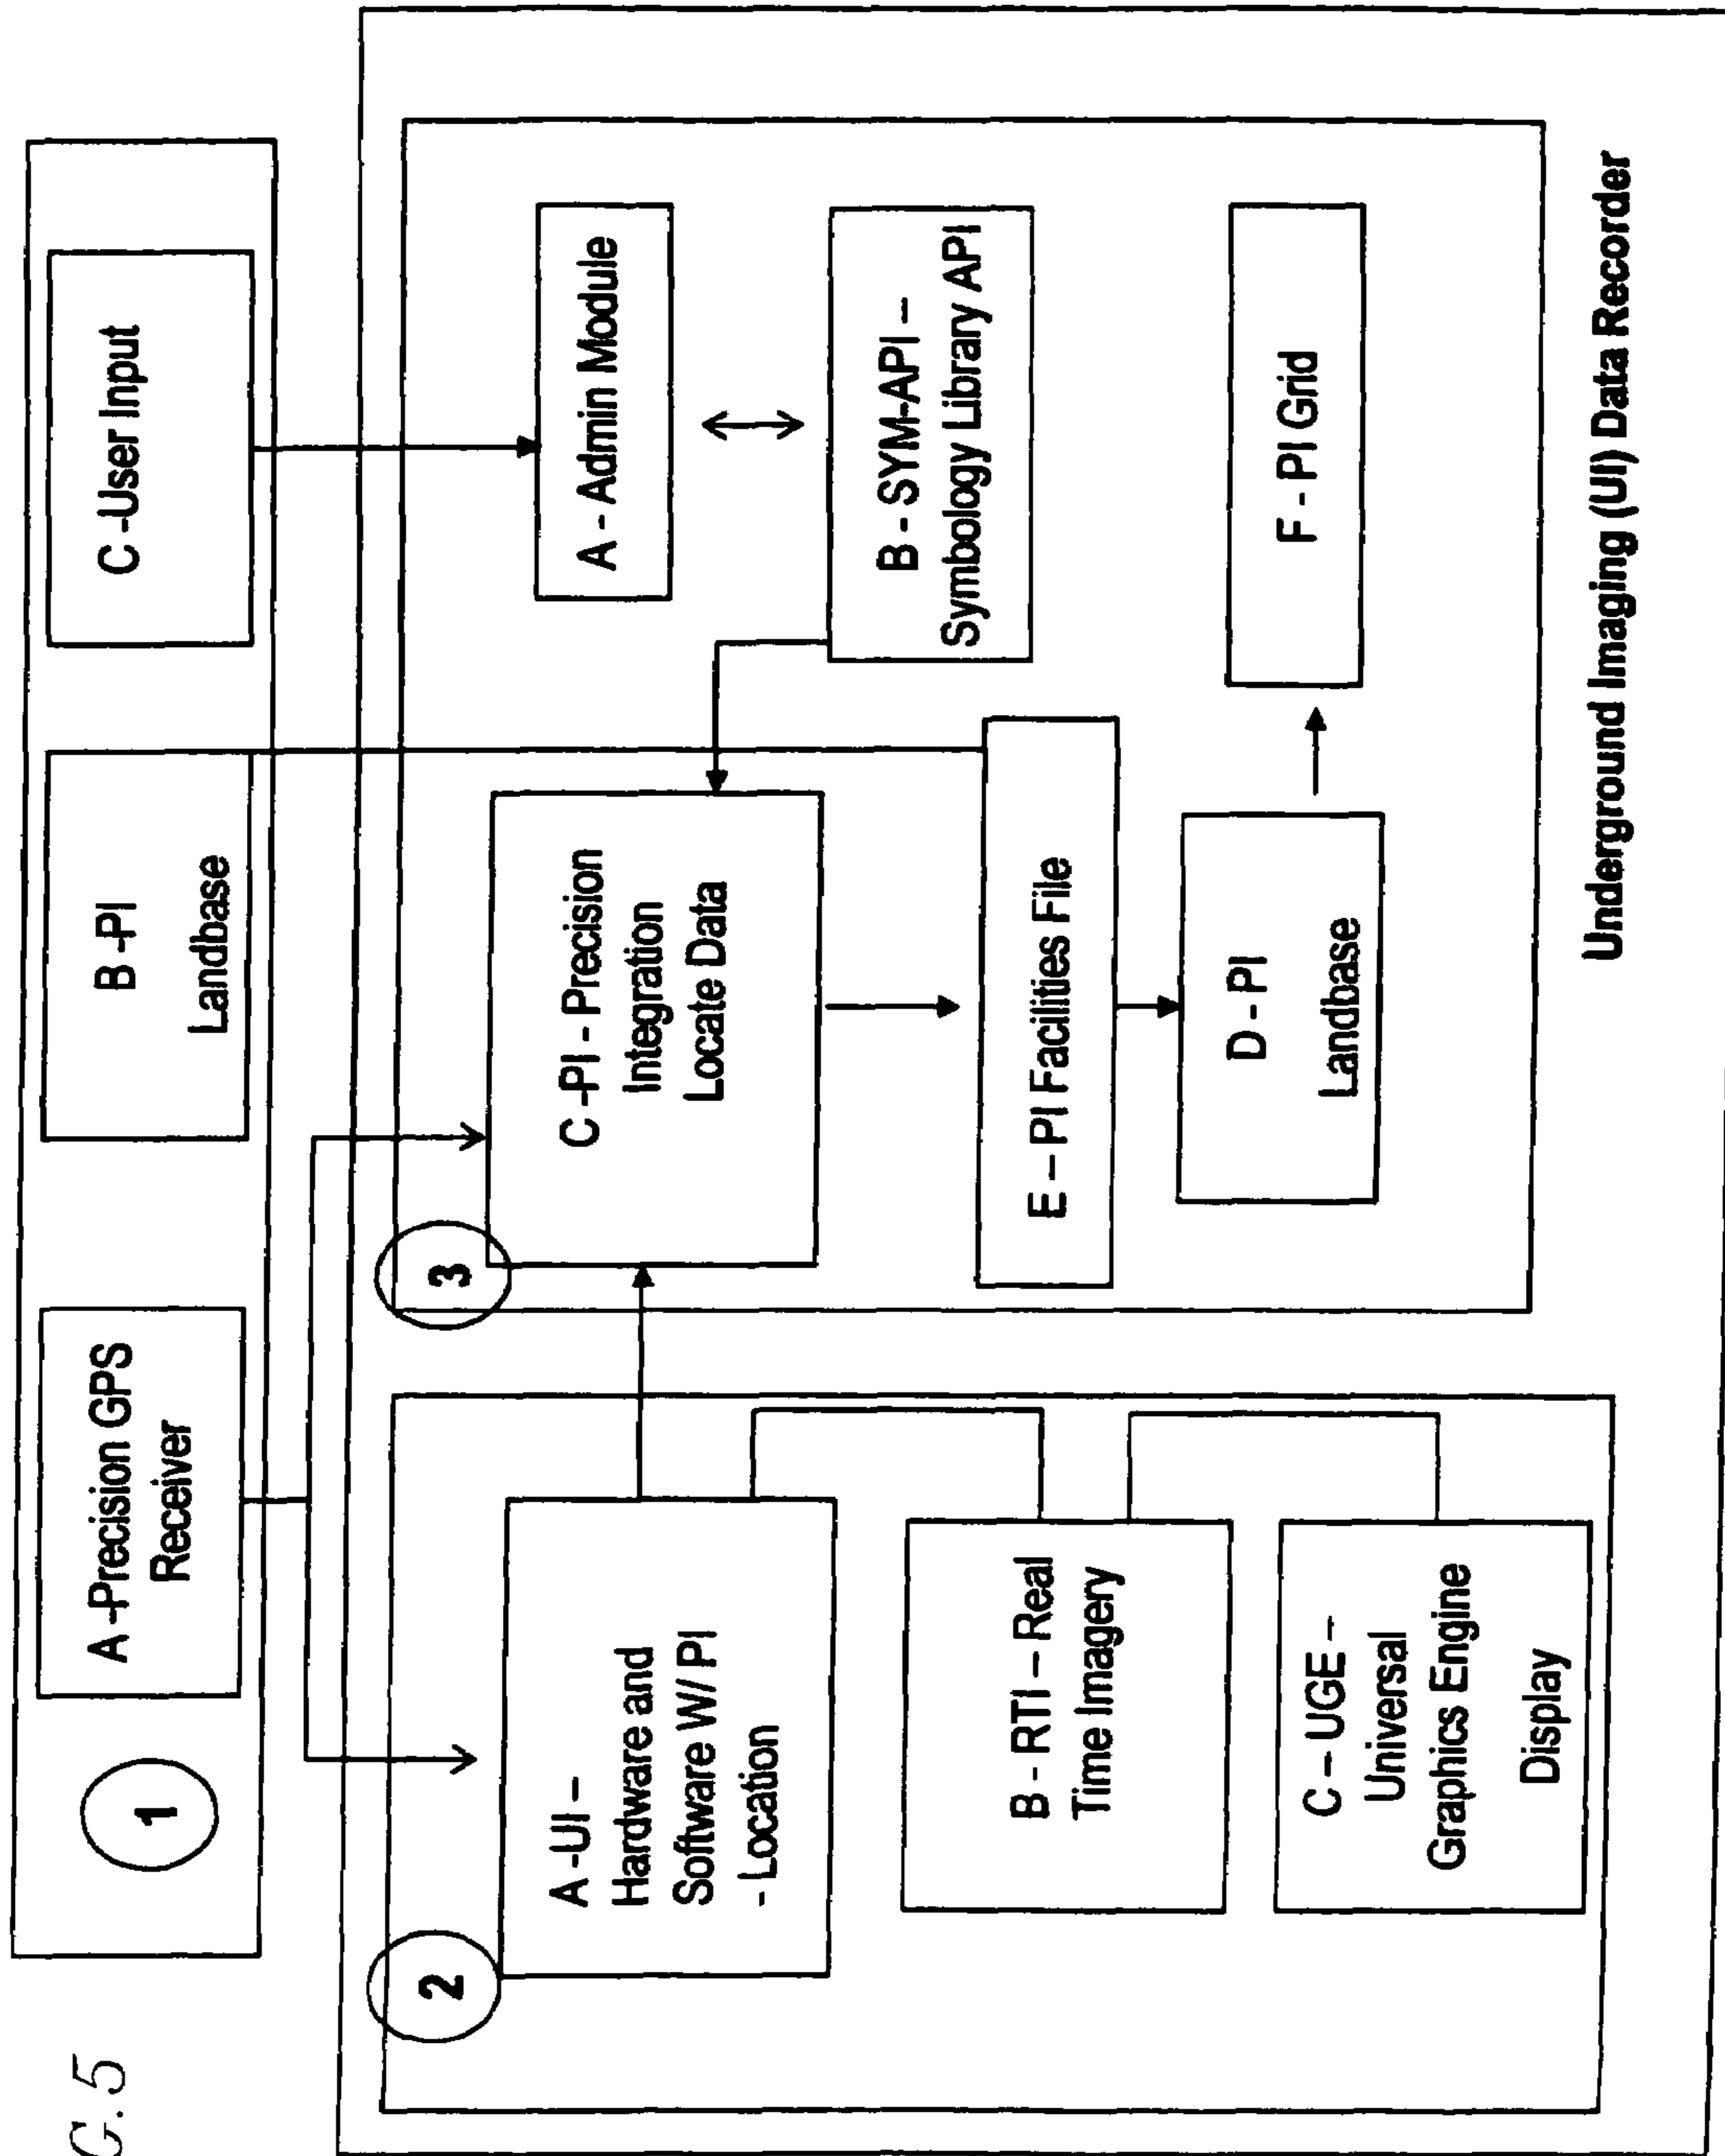 G. 5
1
A -Precision GPS
Receiver
B -PI
Landbase
C -User Input
2
A -UI –
Hardware and
Software W/ PI
- Location
B - RTI – Real
Time Imagery
C – UGE –
Universal
Graphics Engine
Display
3
C -PI - Precision
Integration
Locate Data
A - Admin Module
B - SYM-API –
Symbology Library API
E – PI Facilities File
D - PI
Landbase
F - PI Grid
Underground Imaging (UI) Data Recorder